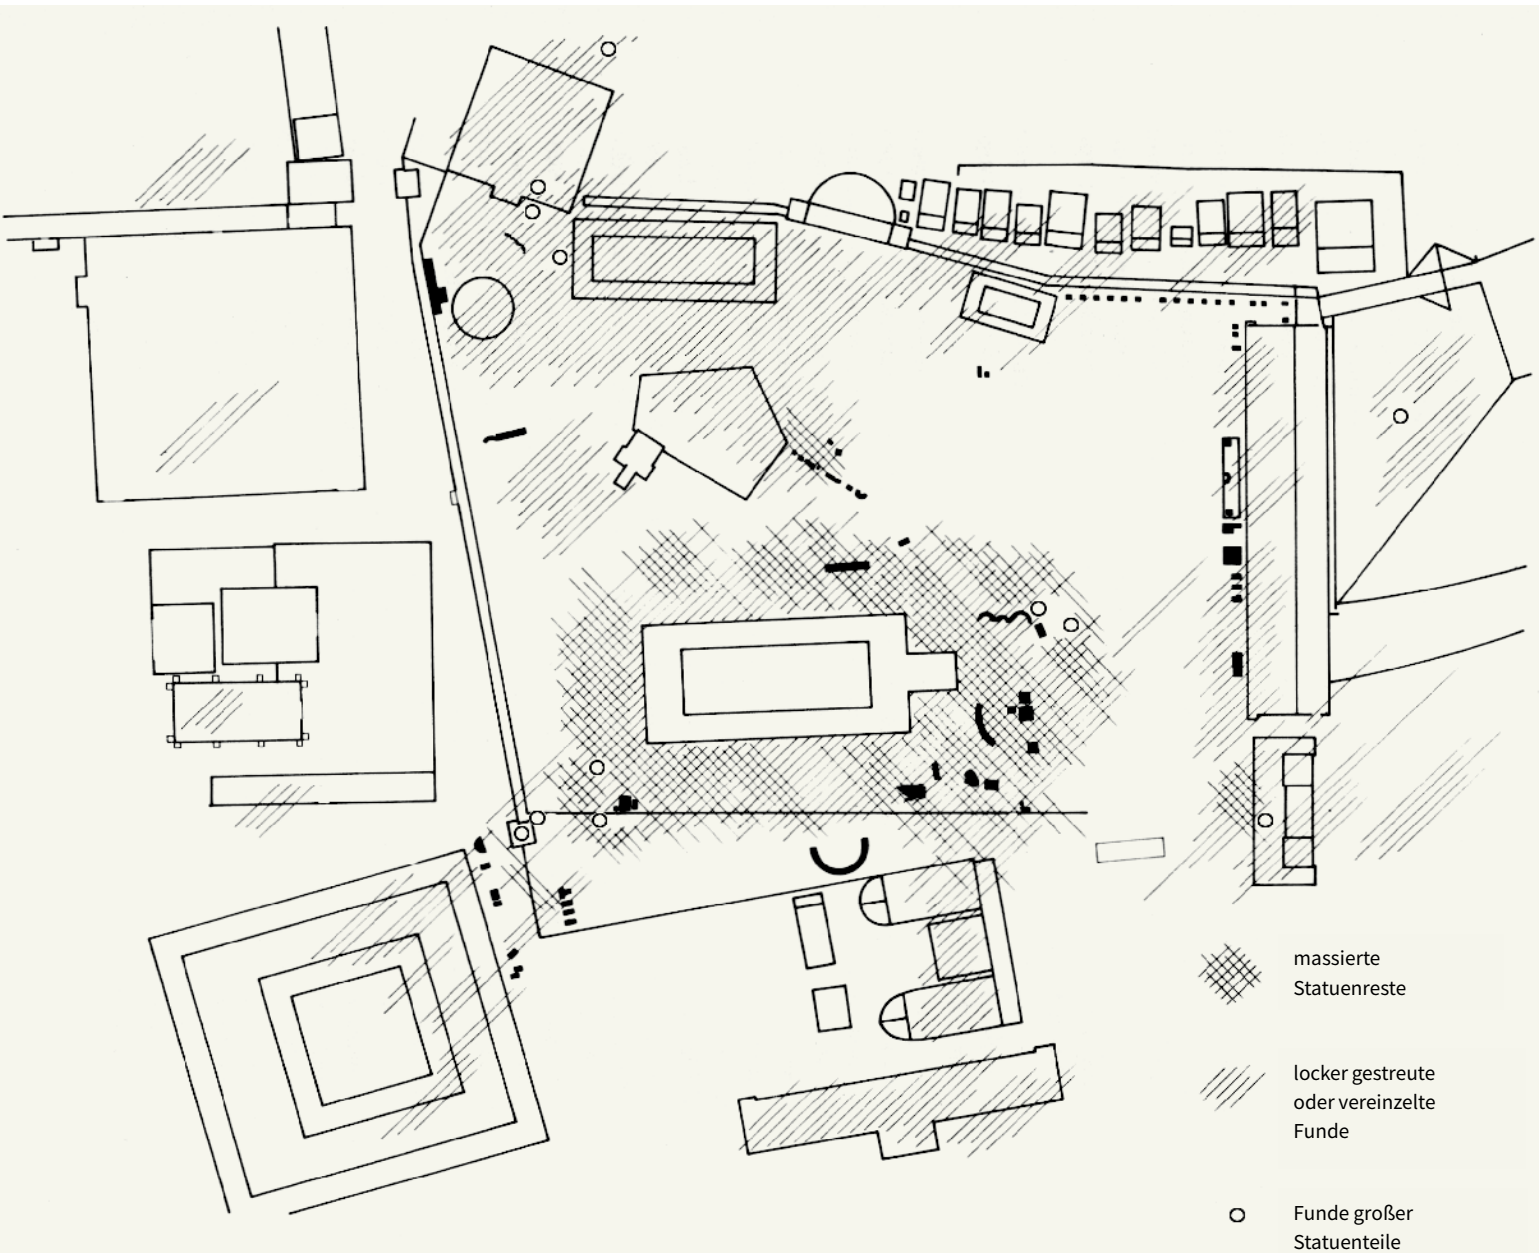 massierte
Statuenreste
locker gestreute
oder vereinzelte
Funde
Funde großer
Statuenteile